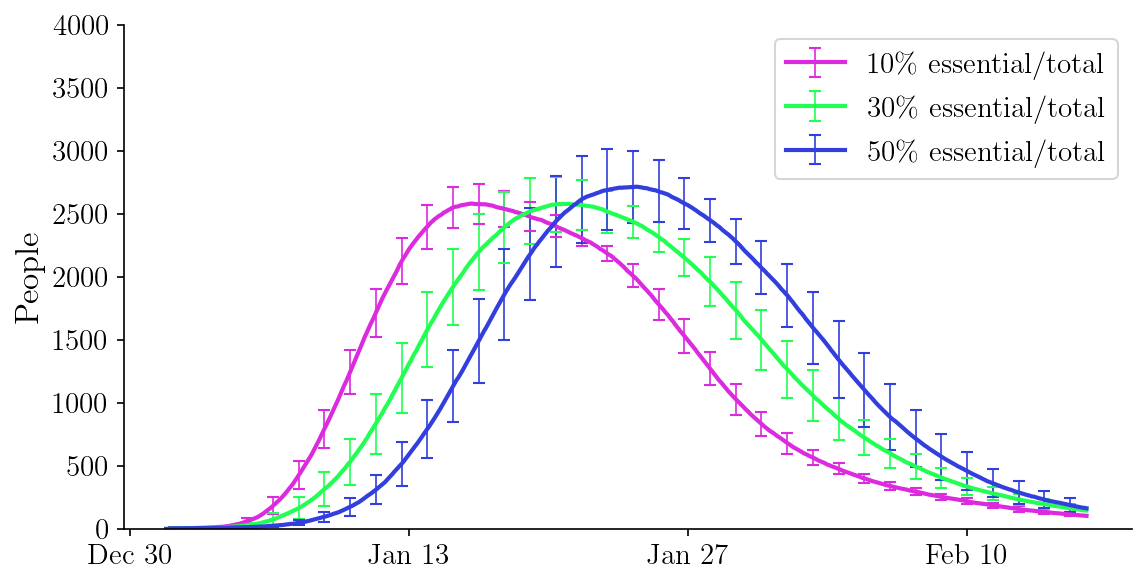 4000
3500
3000
2500
2000
1500
1000
500
0
People
Dec 30
Jan 13
Jan 27
Feb 10
10% essential/total
30% essential/total
50% essential/total